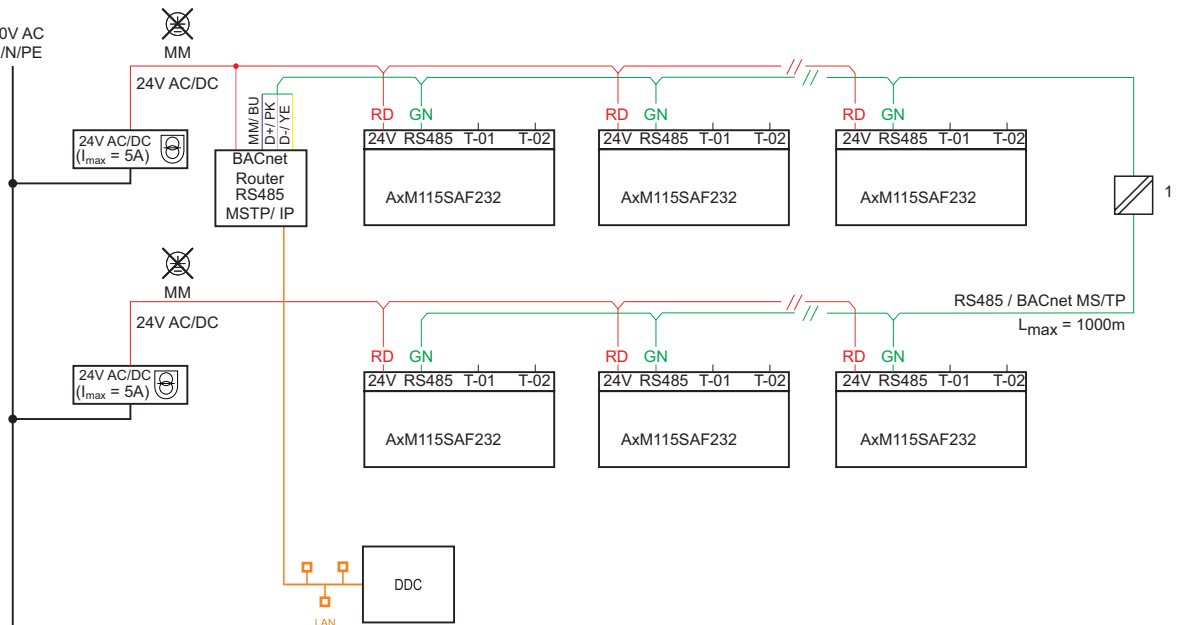 0V AC
/N/PE
MM
24V AC/DC
24V AC/DC
(Imax = 5A)
MM/ BU
D+/ PK
D-/ YE
BACnet
Router
RS485
MSTP/ IP
RD GN
24V RS485 T-01 T-02
AxM115SAF232
RD GN
24V RS485 T-01 T-02
AxM115SAF232
RD GN
24V RS485 T-01 T-02
AxM115SAF232
1
MM
24V AC/DC
24V AC/DC
(Imax = 5A)
RS485 / BACnet MS/TP
Lmax = 1000m
RD GN
24V RS485 T-01 T-02
AxM115SAF232
RD GN
24V RS485 T-01 T-02
AxM115SAF232
RD GN
24V RS485 T-01 T-02
AxM115SAF232
DDC
LAN